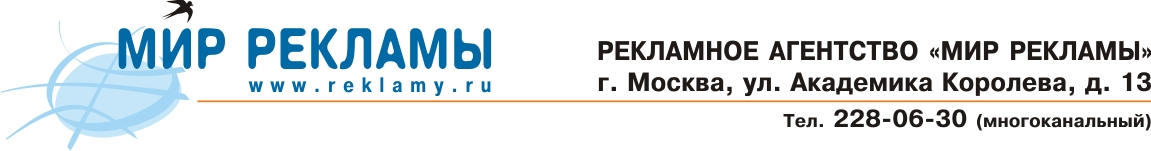 МИР РЕКЛАМЫ
www.reklamy.ru
РЕКЛАМНОЕ АГЕНТСТВО «МИР РЕКЛАМЫ»
г. Москва, ул. Академика Королева, д. 13
Тел. 228-06-30 (многоканальный)